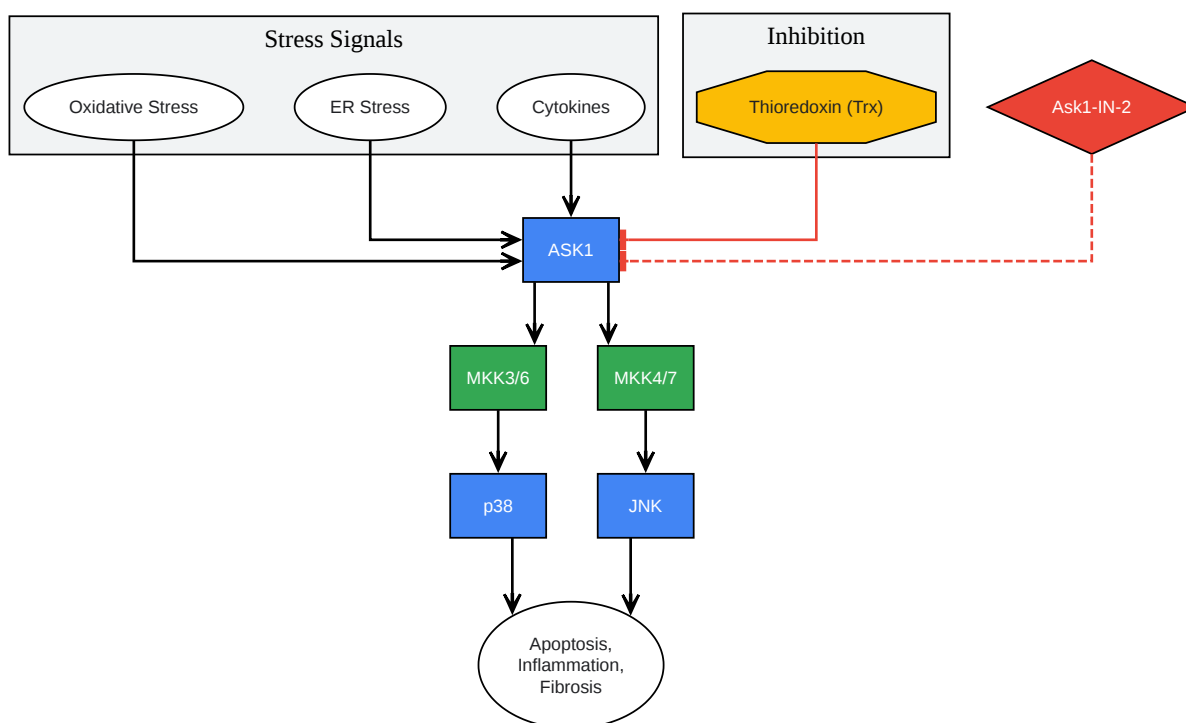 Stress Signals
Inhibition
Oxidative Stress
ER Stress
Cytokines
Thioredoxin (Trx)
Ask1-IN-2
ASK1
MKK3/6
MKK4/7
p38
JNK
Apoptosis,
Inflammation,
Fibrosis